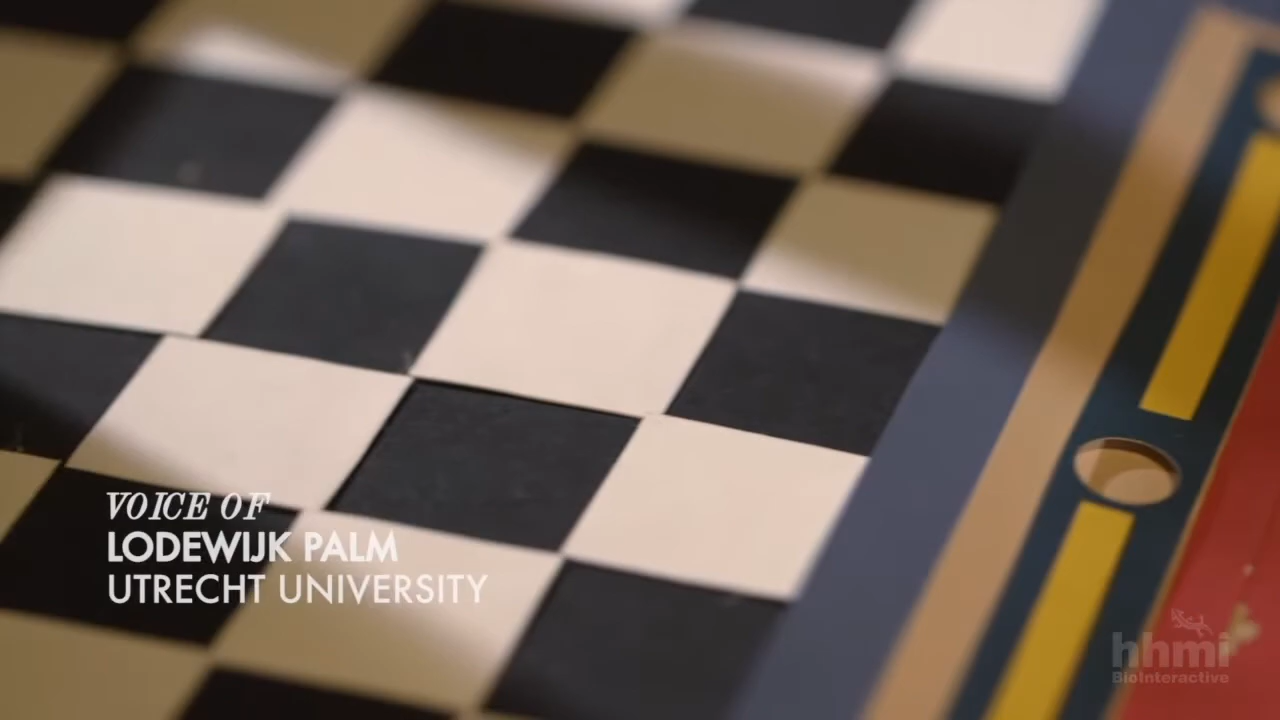 VOICE OF
LODEWIJK PALM
UTRECHT UNIVERSITY
hhmi
BioInteractive